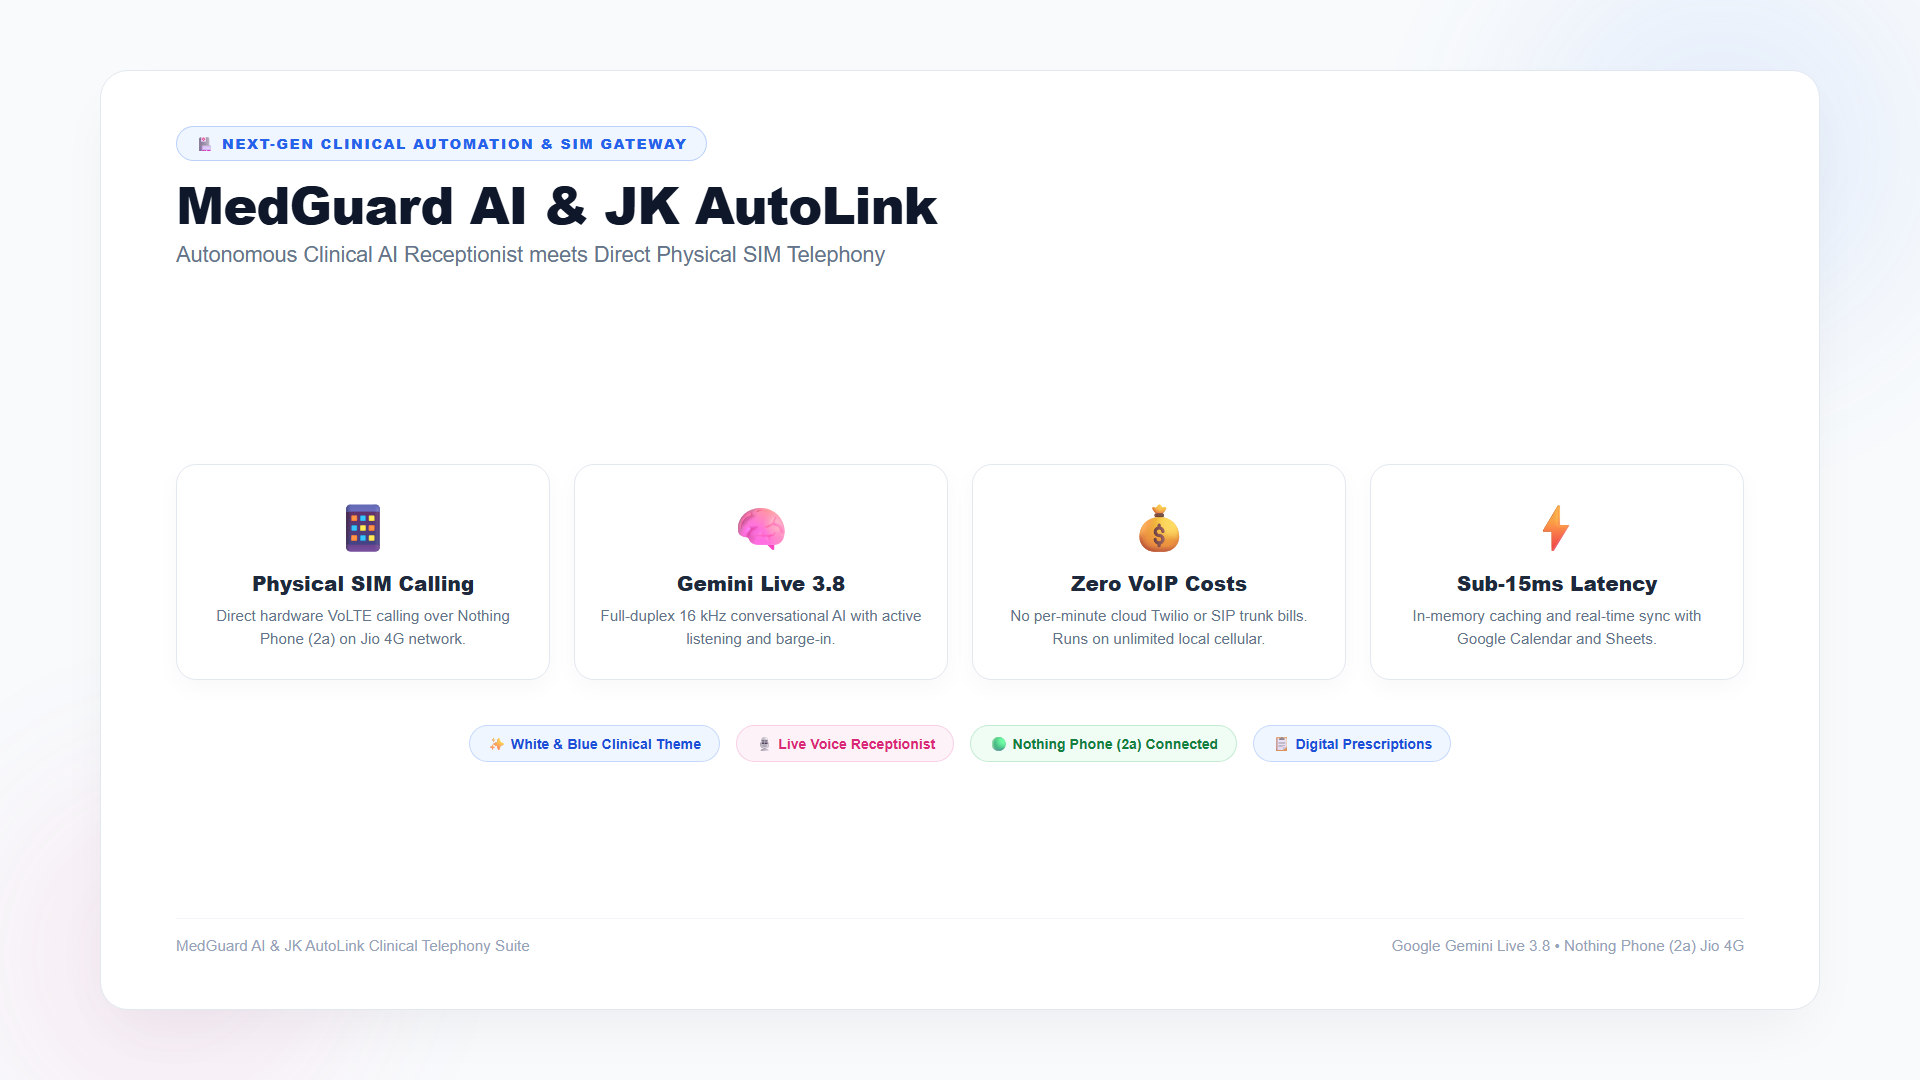 NEXT-GEN CLINICAL AUTOMATION & SIM GATEWAY
MedGuard AI & JK AutoLink
Autonomous Clinical AI Receptionist meets Direct Physical SIM Telephony
Physical SIM Calling
Direct hardware VoLTE calling over Nothing
Phone (2a) on Jio 4G network.
Gemini Live 3.8
Full-duplex 16 kHz conversational AI with active
listening and barge-in.
Zero VoIP Costs
No per-minute cloud Twilio or SIP trunk bills.
Runs on unlimited local cellular.
Sub-15ms Latency
In-memory caching and real-time sync with
Google Calendar and Sheets.
White & Blue Clinical Theme
Live Voice Receptionist
Nothing Phone (2a) Connected
Digital Prescriptions
MedGuard AI & JK AutoLink Clinical Telephony Suite
Google Gemini Live 3.8 • Nothing Phone (2a) Jio 4G